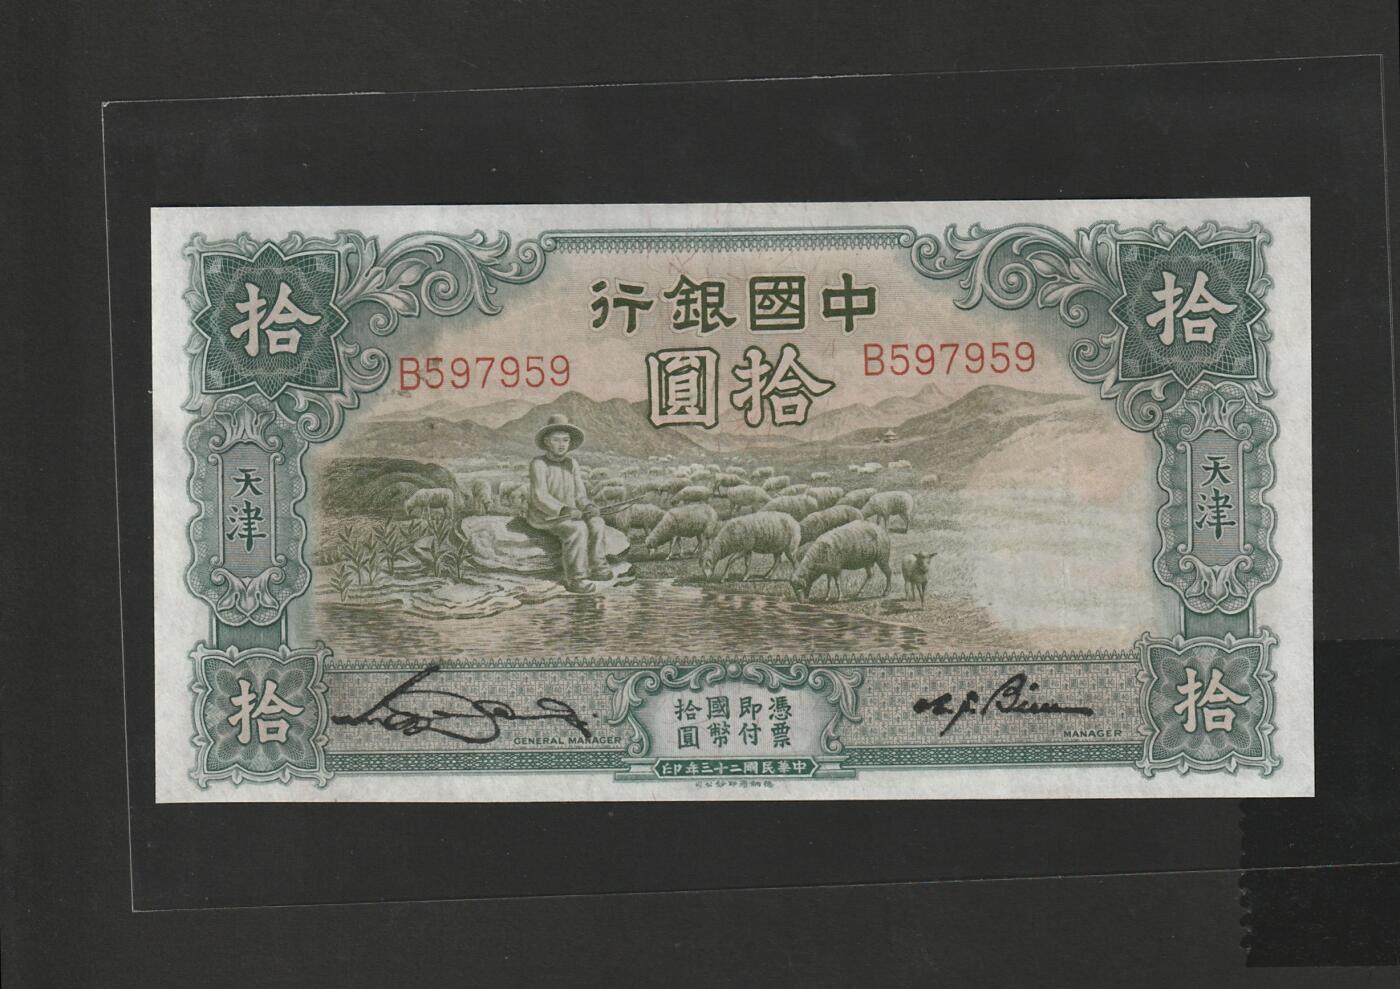 中國銀行
拾圓
拾
拾
B597959
B597959
天津
天津
拾
拾
憑票
即付
國幣
拾圓
GENERAL MANAGER
MANAGER
中華民國二十三年印